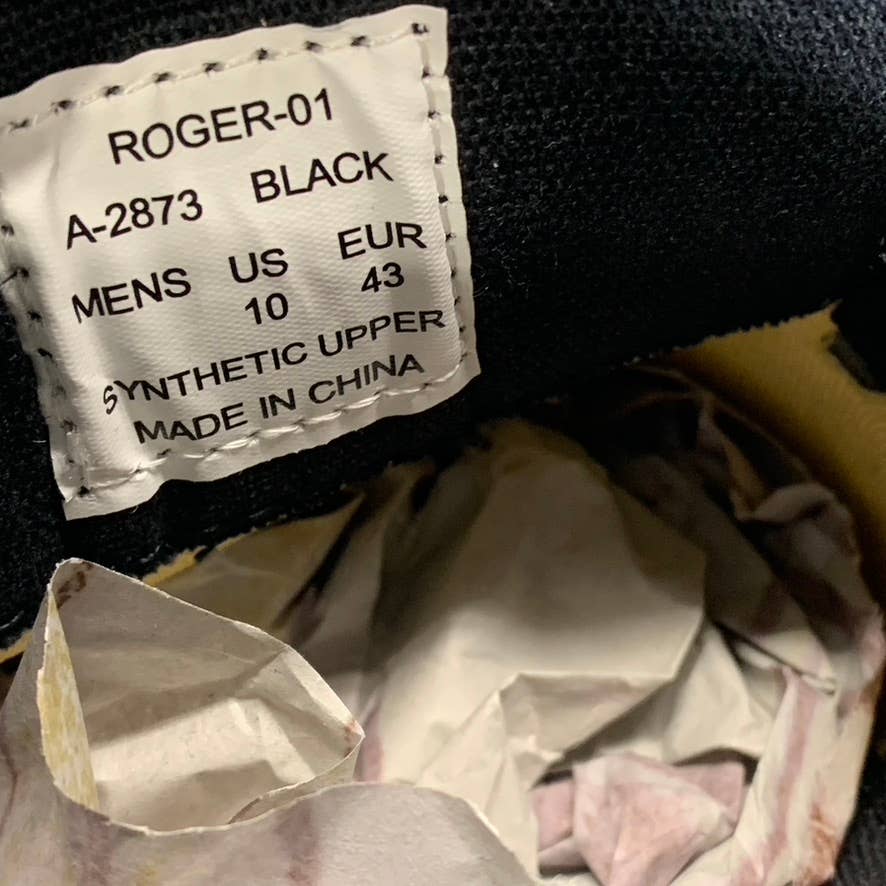 ROGER-01
A-2873 BLACK
MENS US EUR
10 43
SYNTHETIC UPPER
MADE IN CHINA